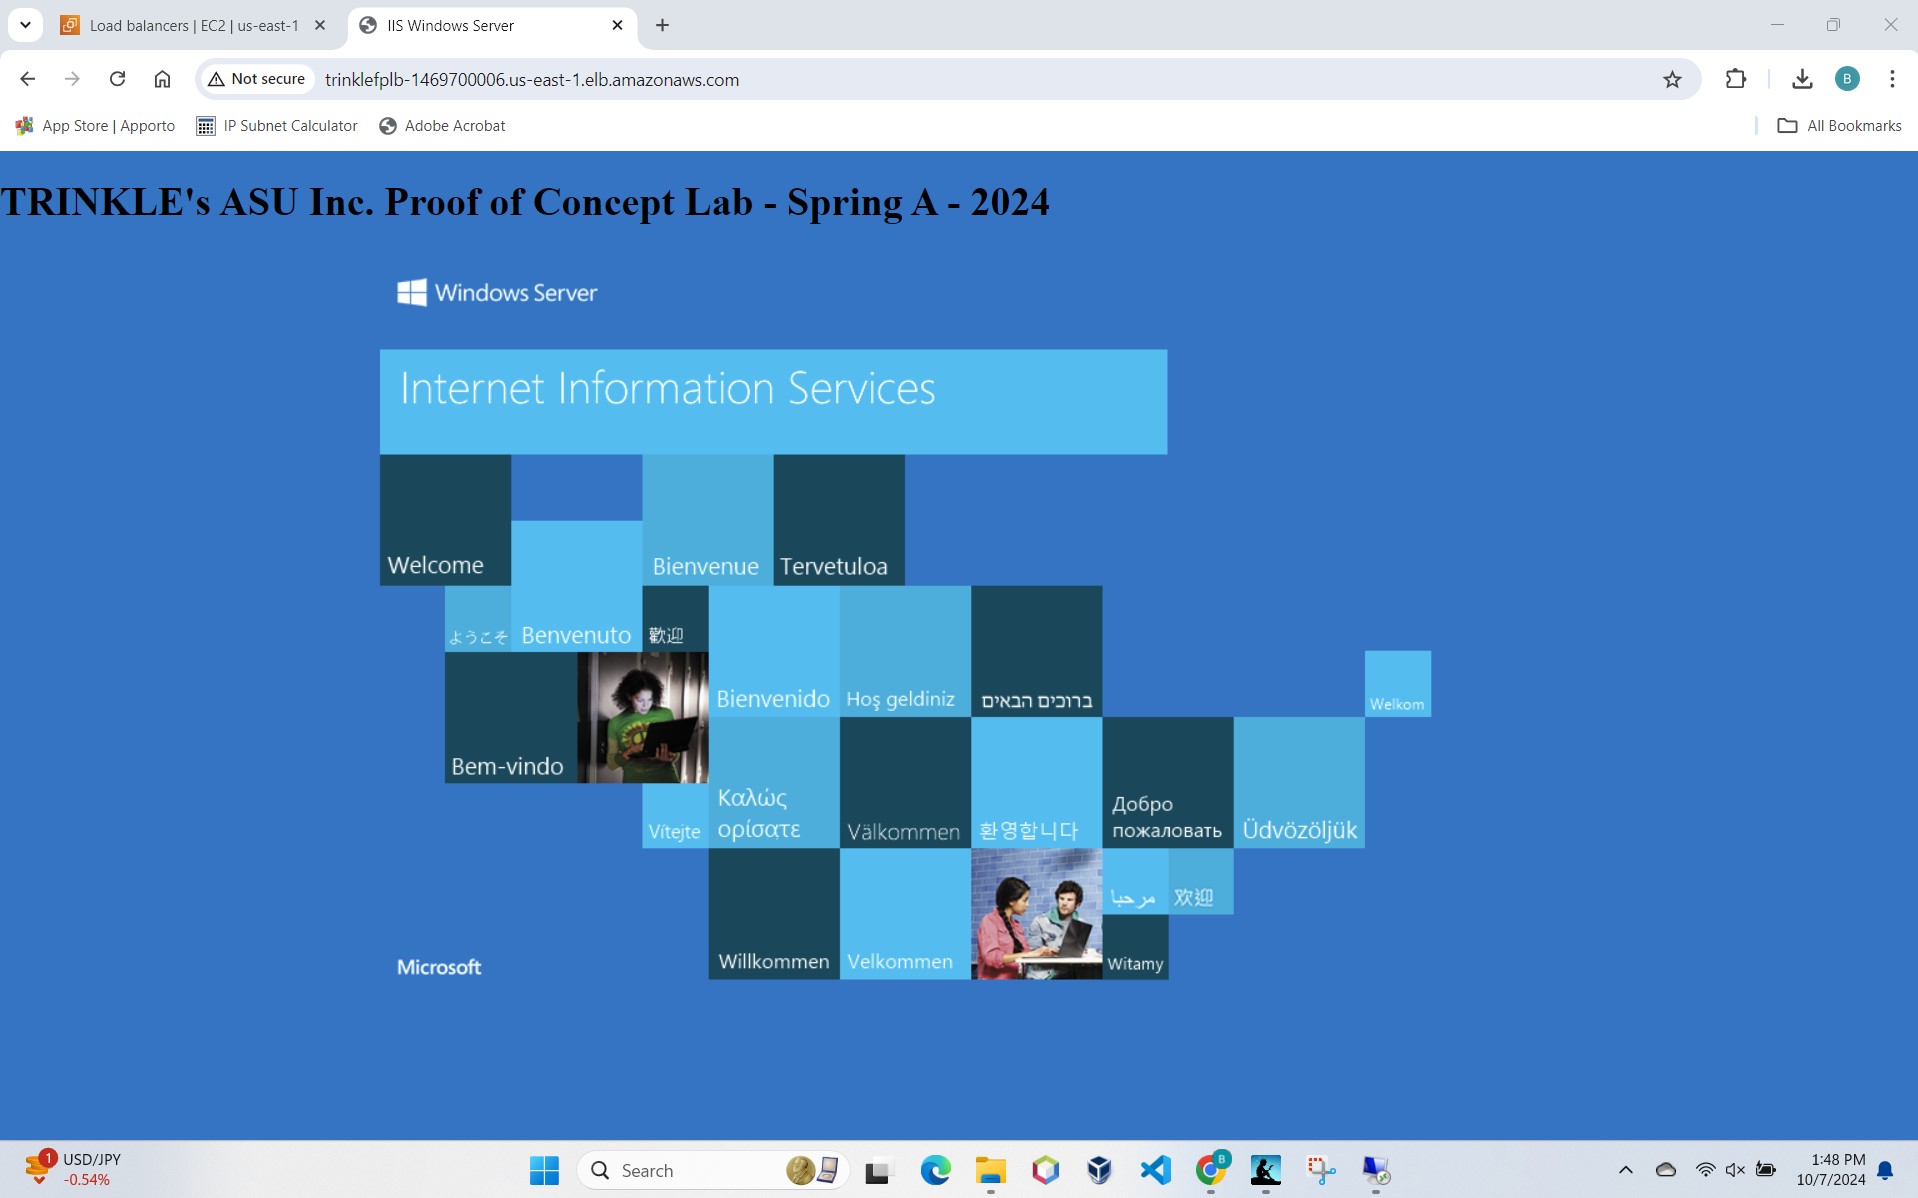 Load balancers | EC2 | us-east-1
IIS Windows Server
Not secure
trinklefplb-1469700006.us-east-1.elb.amazonaws.com
B
App Store | Apporto
IP Subnet Calculator
Adobe Acrobat
All Bookmarks
TRINKLE's ASU Inc. Proof of Concept Lab - Spring A - 2024
Windows Server
Internet Information Services
Welcome
Bienvenue
Tervetuloa
ようこそ
Benvenuto
歡迎
Bienvenido
Hoş geldiniz
ברוכים הבאים
Welkom
Bem-vindo
Vítejte
Καλώς
ορίσατε
Välkommen
환영합니다
Добро
пожаловать
Üdvözöljük
مرحبا
欢迎
Microsoft
Willkommen
Velkommen
Witamy
1
USD/JPY
-0.54%
Search
B
1:48 PM
10/7/2024